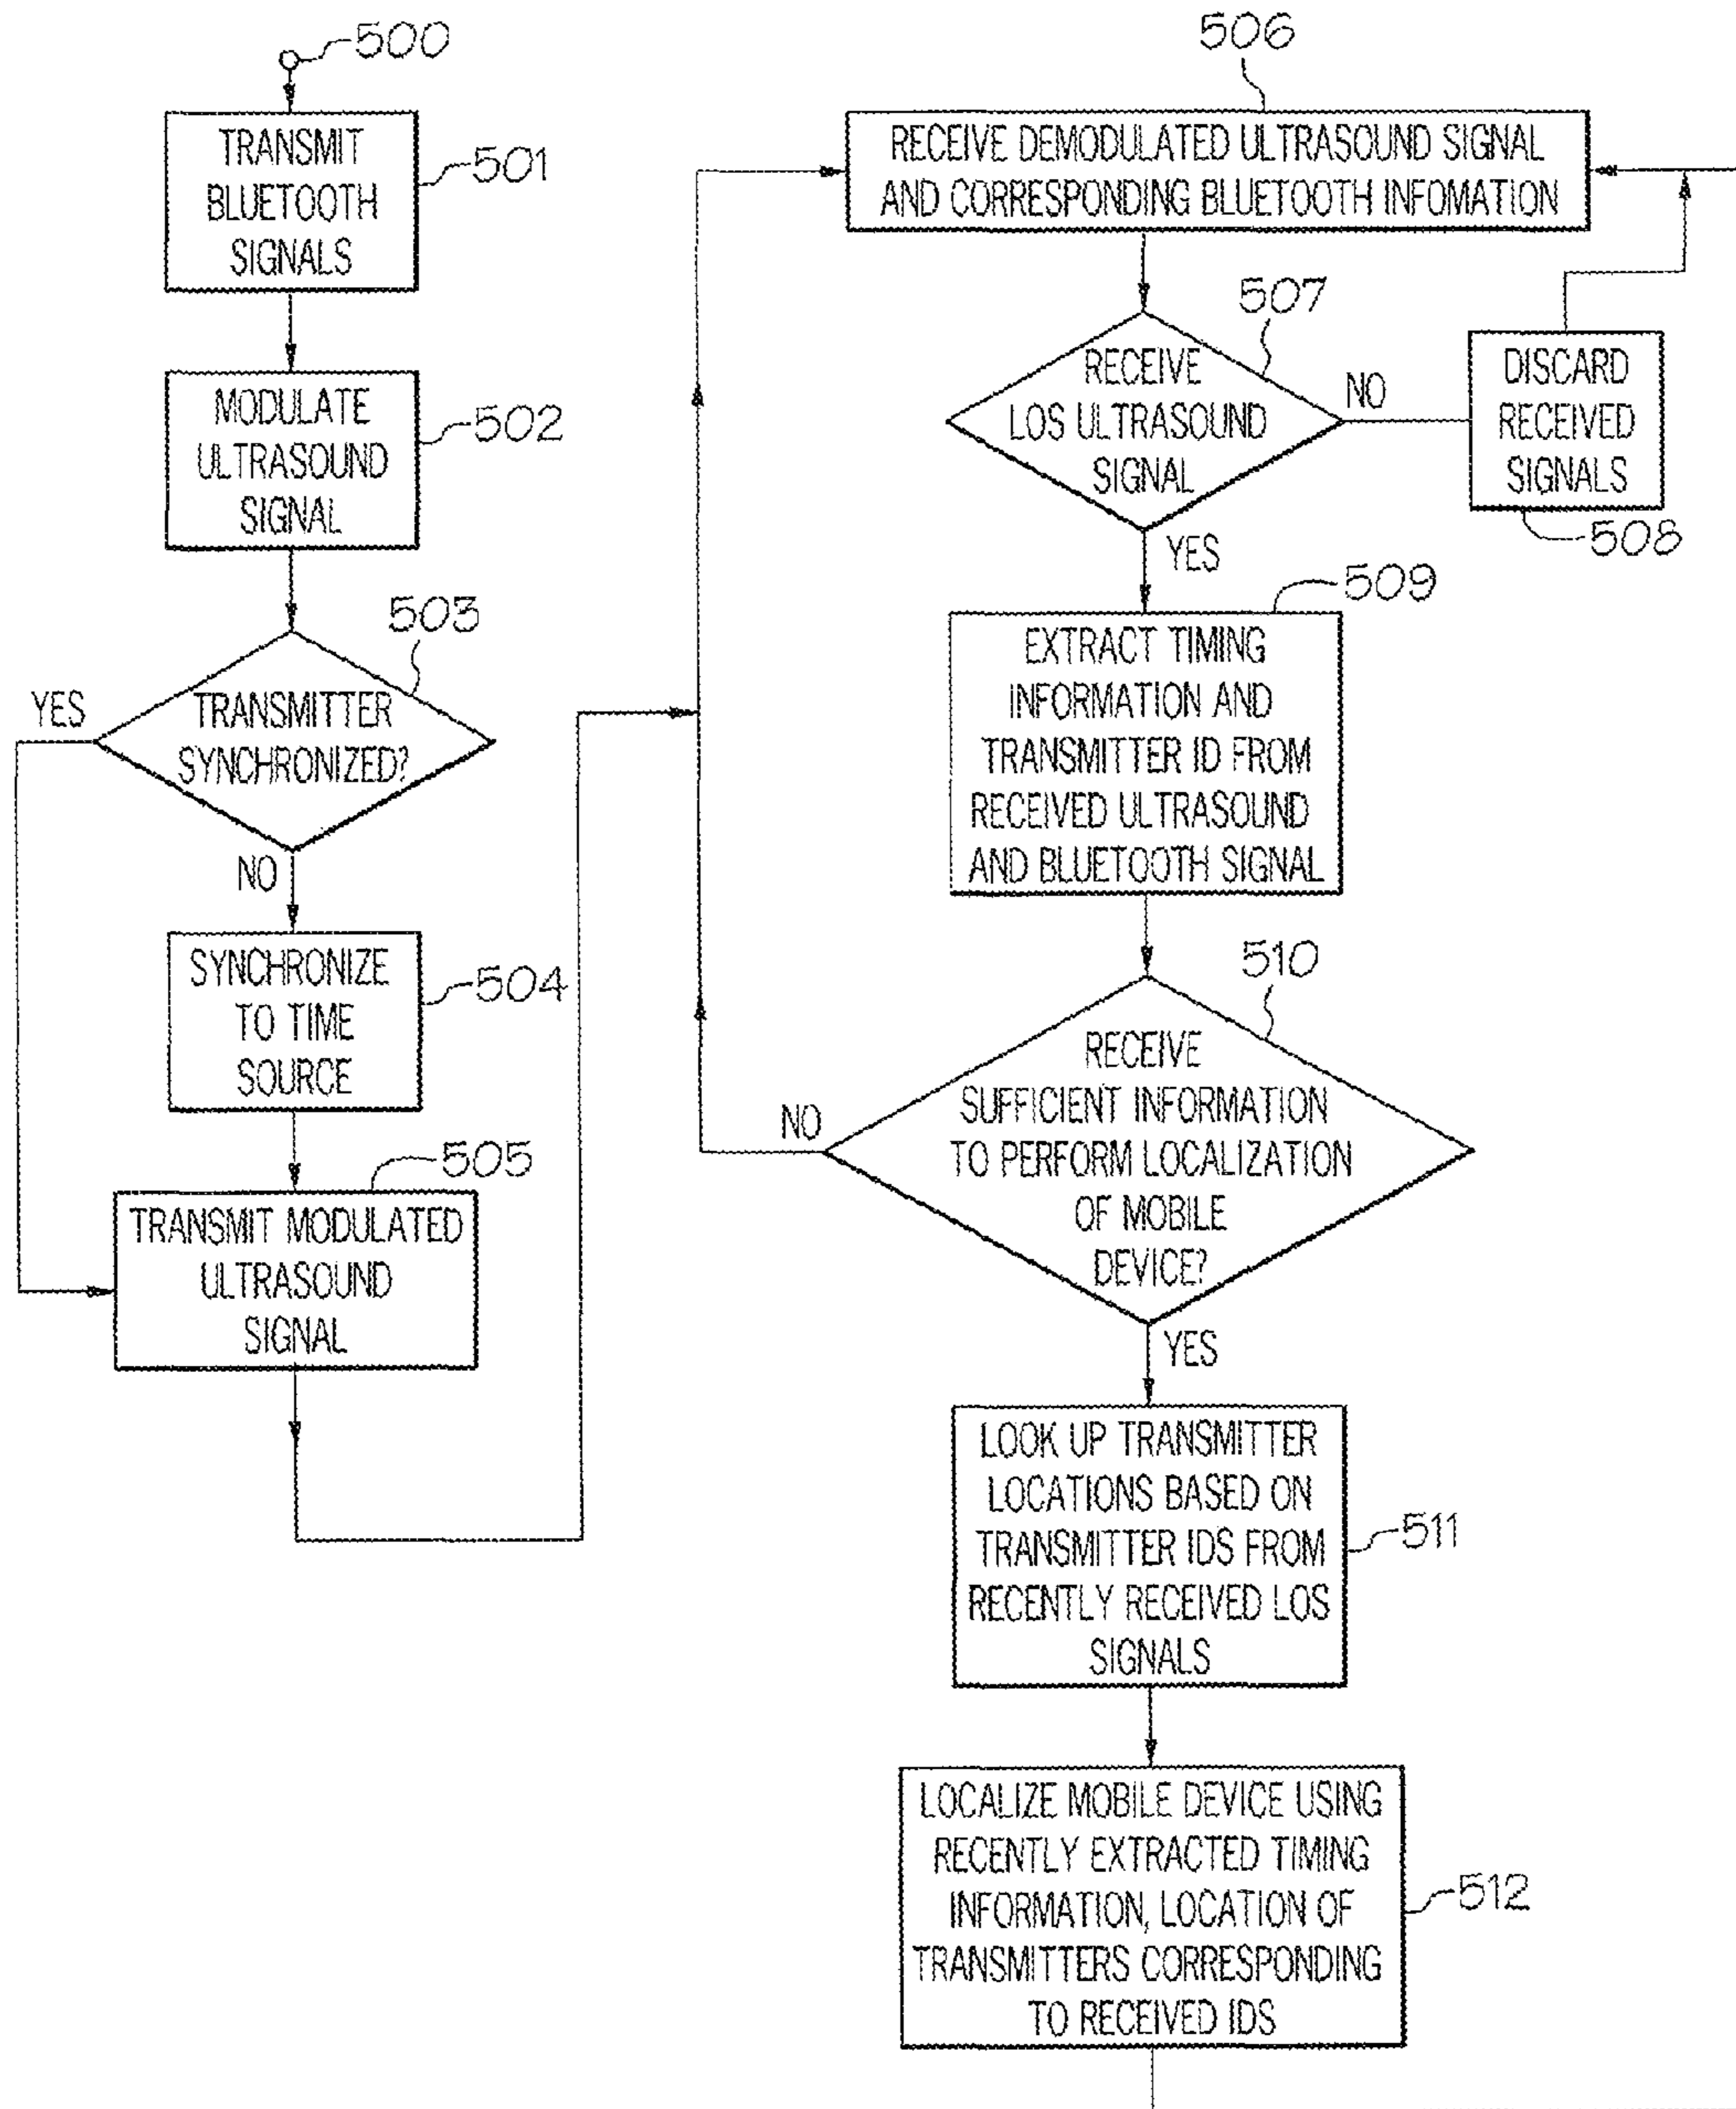 500
TRANSMIT
BLUETOOTH
SIGNALS
501
MODULATE
ULTRASOUND
SIGNAL
502
503
YES
TRANSMITTER
SYNCHRONIZED?
NO
SYNCHRONIZE
TO TIME
SOURCE
504
505
TRANSMIT MODULATED
ULTRASOUND
SIGNAL
506
RECEIVE DEMODULATED ULTRASOUND SIGNAL
AND CORRESPONDING BLUETOOTH INFOMATION
507
RECEIVE
LOS ULTRASOUND
SIGNAL
NO
DISCARD
RECEIVED
SIGNALS
508
YES
509
EXTRACT TIMING
INFORMATION AND
TRANSMITTER ID FROM
RECEIVED ULTRASOUND
AND BLUETOOTH SIGNAL
510
RECEIVE
SUFFICIENT INFORMATION
TO PERFORM LOCALIZATION
OF MOBILE
DEVICE?
NO
YES
LOOK UP TRANSMITTER
LOCATIONS BASED ON
TRANSMITTER IDS FROM
RECENTLY RECEIVED LOS
SIGNALS
511
LOCALIZE MOBILE DEVICE USING
RECENTLY EXTRACTED TIMING
INFORMATION, LOCATION OF
TRANSMITTERS CORRESPONDING
TO RECEIVED IDS
512